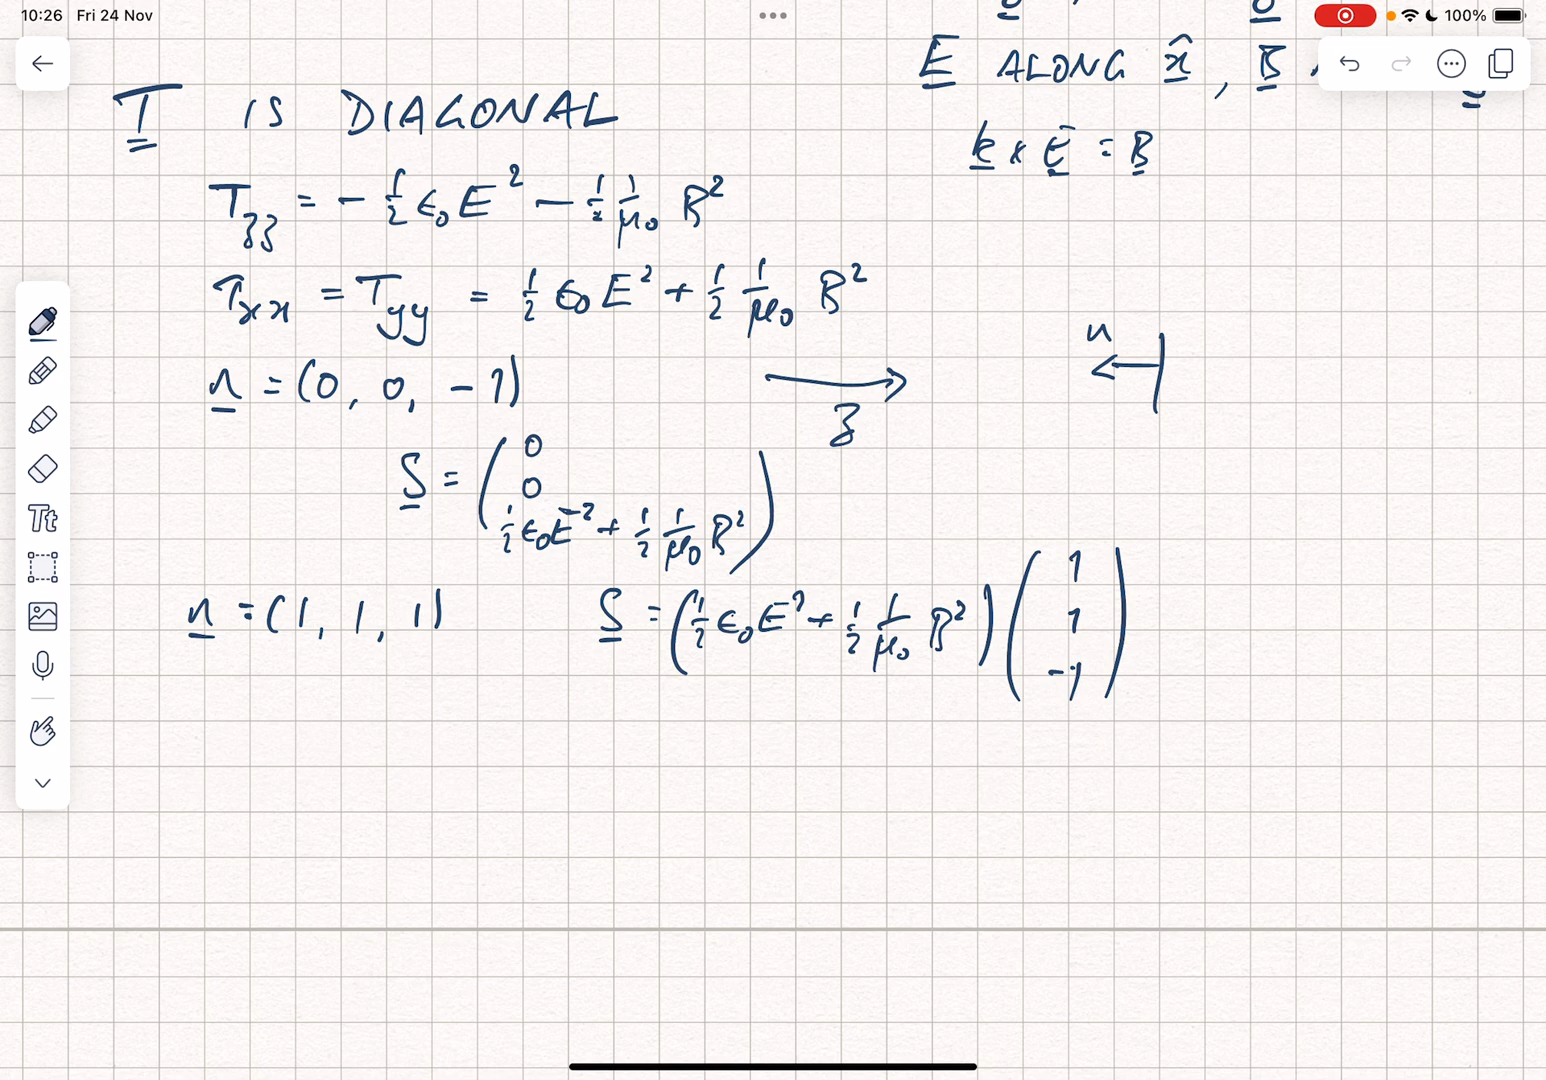 10:26 Fri 24 Nov
100%
E ALONG x̂, B
T IS DIAGONAL
k × E = B
T_zz = - 1/2 ε₀ E² - 1/2 1/μ₀ B²
T_xx = T_yy = 1/2 ε₀ E² + 1/2 1/μ₀ B²
n
n = (0, 0, -1)
z
S = ( 0
0
1/2 ε₀ E² + 1/2 1/μ₀ B² )
n = (1, 1, 1) S = ( 1/2 ε₀ E² + 1/2 1/μ₀ B² ) ( 1
1
-1 )
Tt